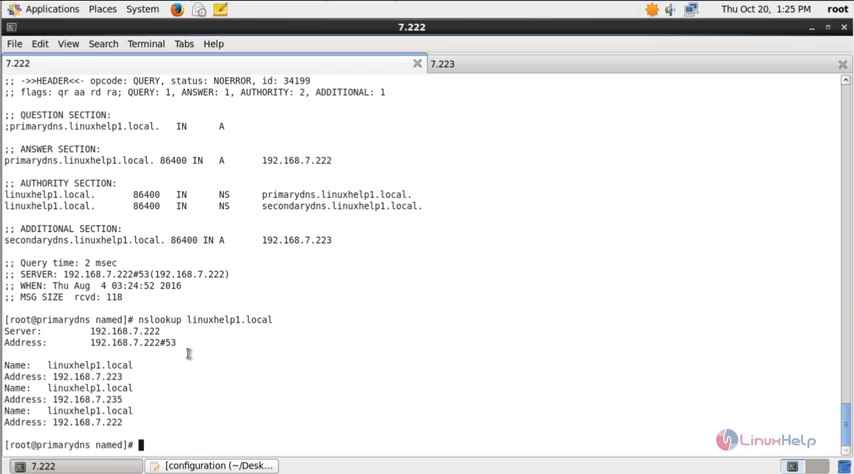 Applications Places System Thu Oct 20, 1:25 PM root
7.222
File Edit View Search Terminal Tabs Help
7.222 7.223
;; ->>HEADER<<- opcode: QUERY, status: NOERROR, id: 34199
;; flags: qr aa rd ra; QUERY: 1, ANSWER: 1, AUTHORITY: 2, ADDITIONAL: 1
;; QUESTION SECTION:
;primarydns.linuxhelp1.local. IN A
;; ANSWER SECTION:
primarydns.linuxhelp1.local. 86400 IN A 192.168.7.222
;; AUTHORITY SECTION:
linuxhelp1.local. 86400 IN NS primarydns.linuxhelp1.local.
linuxhelp1.local. 86400 IN NS secondarydns.linuxhelp1.local.
;; ADDITIONAL SECTION:
secondarydns.linuxhelp1.local. 86400 IN A 192.168.7.223
;; Query time: 2 msec
;; SERVER: 192.168.7.222#53(192.168.7.222)
;; WHEN: Thu Aug 4 03:24:52 2016
;; MSG SIZE rcvd: 118
[root@primarydns named]# nslookup linuxhelp1.local
Server: 192.168.7.222
Address: 192.168.7.222#53
Name: linuxhelp1.local
Address: 192.168.7.223
Name: linuxhelp1.local
Address: 192.168.7.235
Name: linuxhelp1.local
Address: 192.168.7.222
[root@primarydns named]#
LinuxHelp
7.222 [configuration (~/Desk...